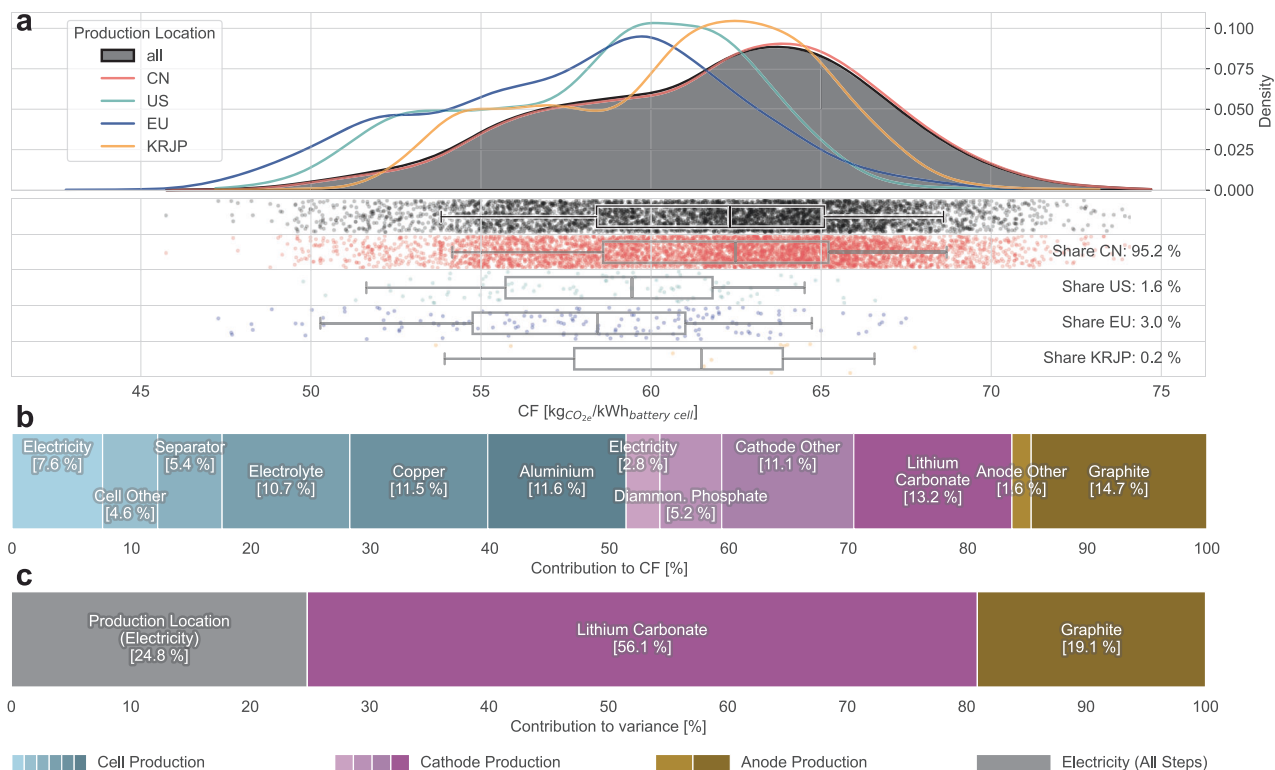 a
Production Location
all
CN
US
EU
KRJP
0.100
0.075
0.050
0.025
0.000
Density
Share CN: 95.2 %
Share US: 1.6 %
Share EU: 3.0 %
Share KRJP: 0.2 %
45 50 55 60 65 70 75
CF [kg_{CO_{2e}}/kWh_{battery cell}]
b
Electricity
[7.6 %]
Cell Other
[4.6 %]
Separator
[5.4 %]
Electrolyte
[10.7 %]
Copper
[11.5 %]
Aluminium
[11.6 %]
Electricity
[2.8 %]
Diammon. Phosphate
[5.2 %]
Cathode Other
[11.1 %]
Lithium
Carbonate
[13.2 %]
Anode Other
[1.6 %]
Graphite
[14.7 %]
0 10 20 30 40 50 60 70 80 90 100
Contribution to CF [%]
c
Production Location
(Electricity)
[24.8 %]
Lithium Carbonate
[56.1 %]
Graphite
[19.1 %]
0 10 20 30 40 50 60 70 80 90 100
Contribution to variance [%]
Cell Production
Cathode Production
Anode Production
Electricity (All Steps)